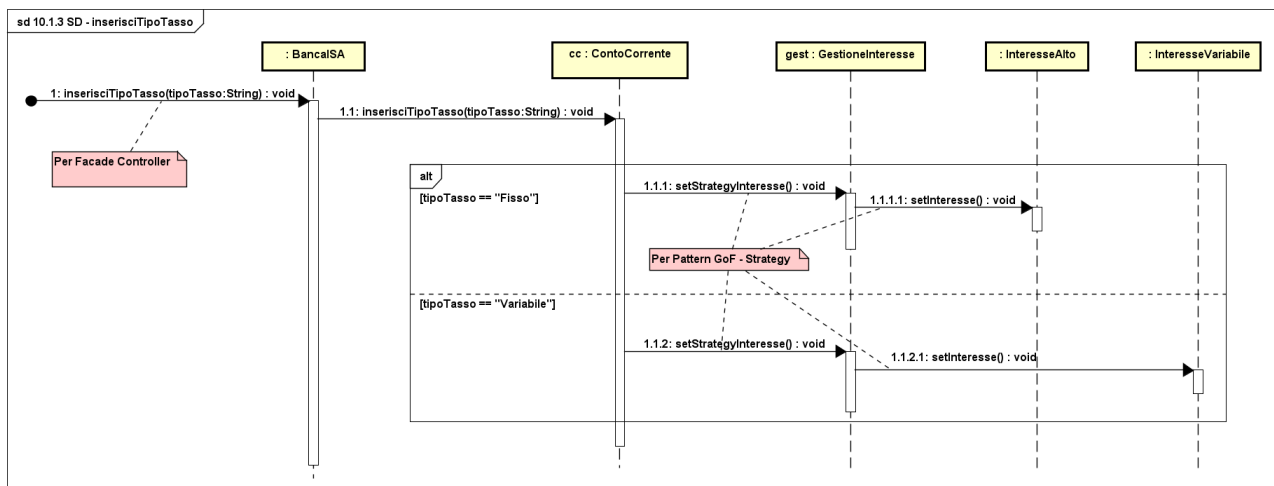 sd 10.1.3 SD - inserisciTipoTasso
: BancaISA
cc : ContoCorrente
gest : GestioneInteresse
: InteresseAlto
: InteresseVariabile
1: inserisciTipoTasso(tipoTasso:String) : void
1.1: inserisciTipoTasso(tipoTasso:String) : void
Per Facade Controller
alt
[tipoTasso == "Fisso"]
1.1.1: setStrategyInteresse() : void
1.1.1.1: setInteresse() : void
Per Pattern GoF - Strategy
[tipoTasso == "Variabile"]
1.1.2: setStrategyInteresse() : void
1.1.2.1: setInteresse() : void